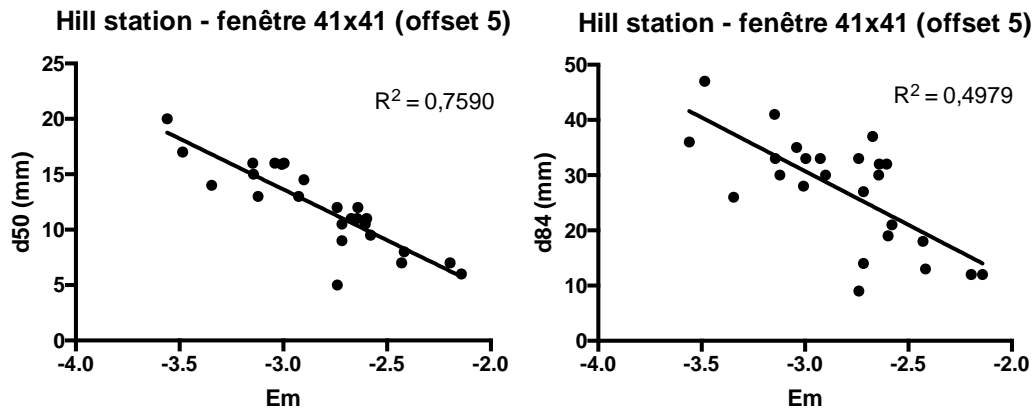 Hill station - fenêtre 41x41 (offset 5)
25
20
15
10
5
0
d50 (mm)
R² = 0,7590
-4.0 -3.5 -3.0 -2.5 -2.0
Em
Hill station - fenêtre 41x41 (offset 5)
50
40
30
20
10
0
d84 (mm)
R² = 0,4979
-4.0 -3.5 -3.0 -2.5 -2.0
Em